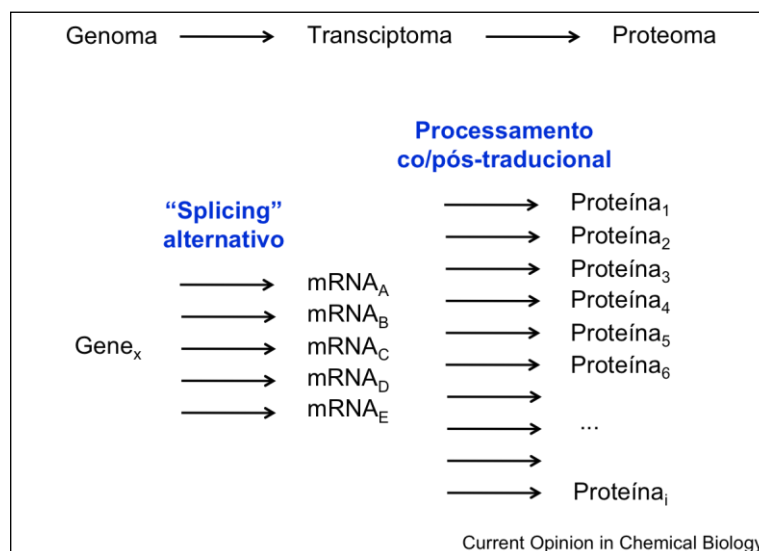 Genoma Transciptoma Proteoma
Processamento
co/pós-traducional
“Splicing”
alternativo
Proteína1
Proteína2
Proteína3
mRNAA
Proteína4
mRNAB
Proteína5
Genex
mRNAC
Proteína6
mRNAD
mRNAE
...
Proteínai
Current Opinion in Chemical Biology